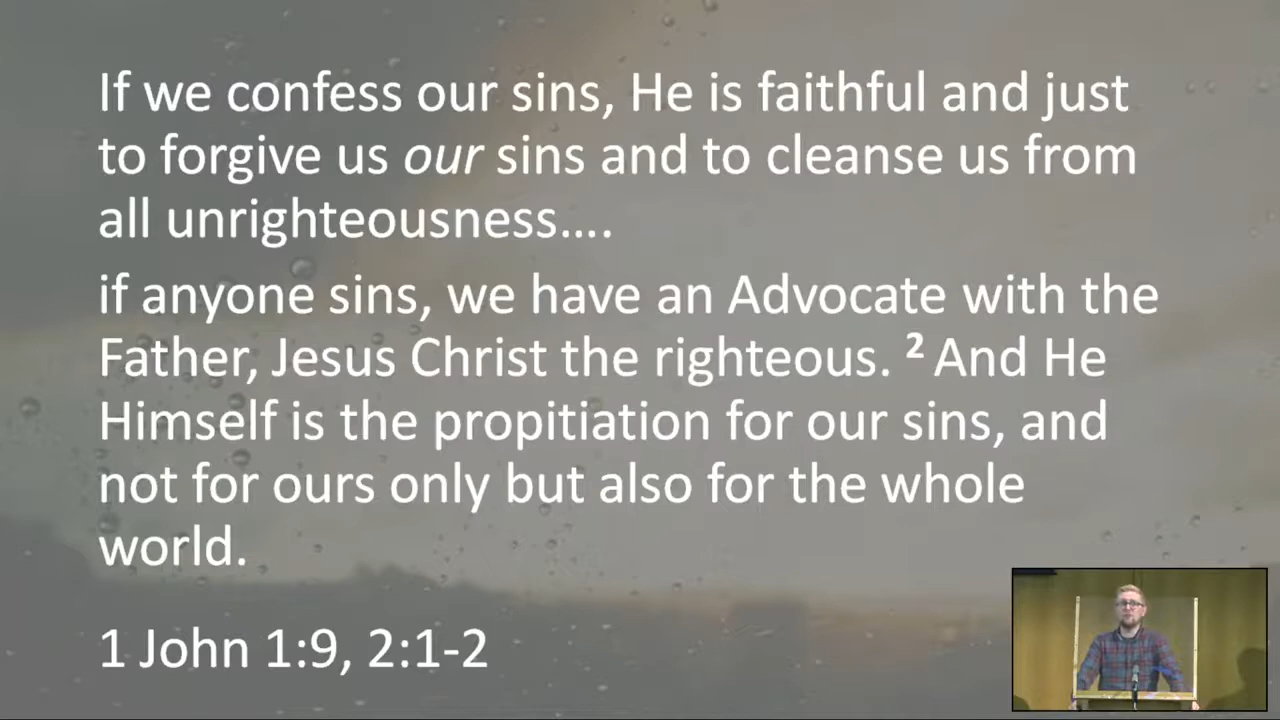 If we confess our sins, He is faithful and just
to forgive us our sins and to cleanse us from
all unrighteousness....
if anyone sins, we have an Advocate with the
Father, Jesus Christ the righteous. ² And He
Himself is the propitiation for our sins, and
not for ours only but also for the whole
world.
1 John 1:9, 2:1-2